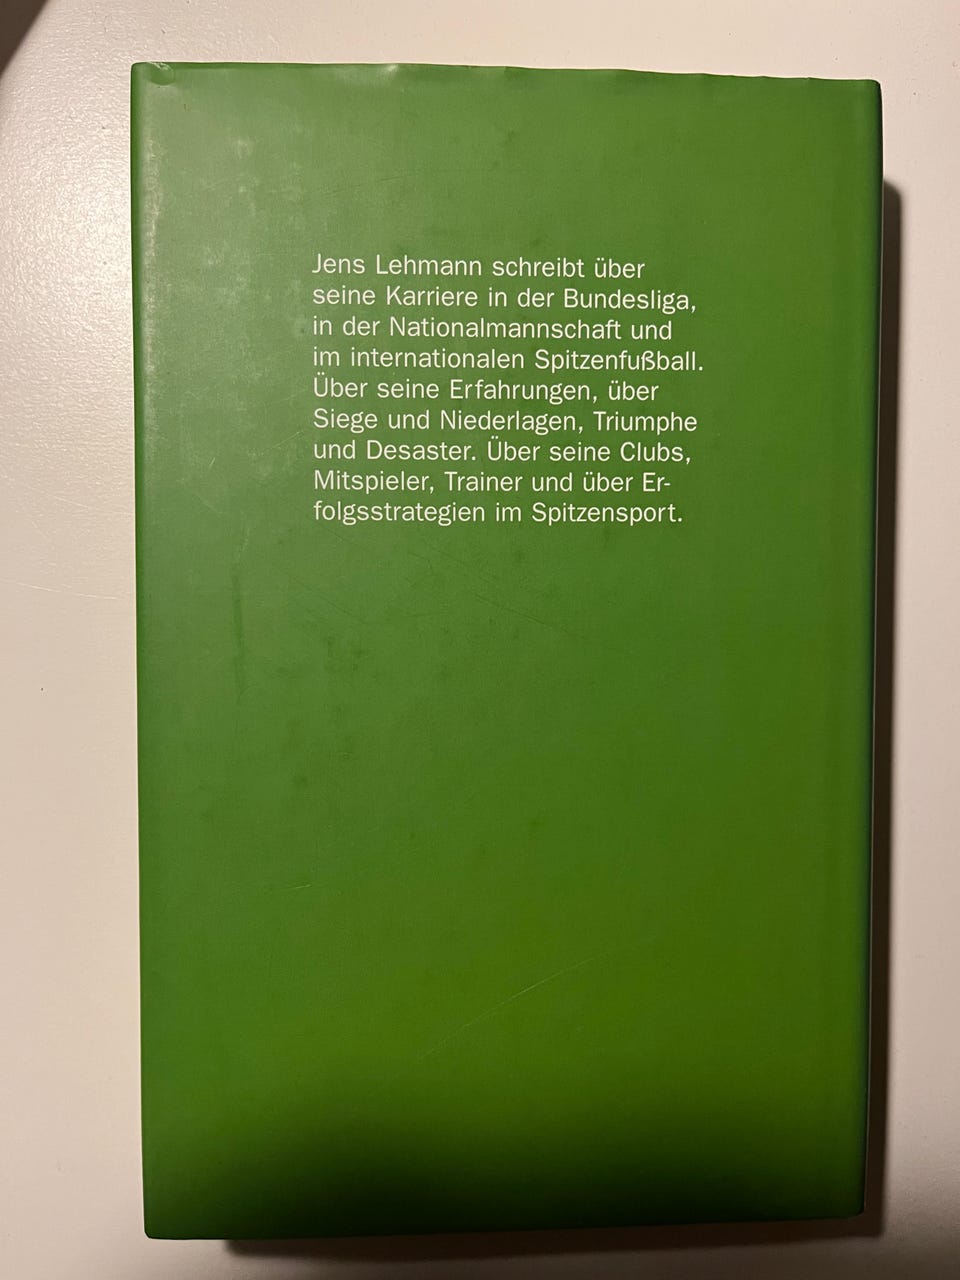 Jens Lehmann schreibt über
seine Karriere in der Bundesliga,
in der Nationalmannschaft und
im internationalen Spitzenfußball.
Über seine Erfahrungen, über
Siege und Niederlagen, Triumphe
und Desaster. Über seine Clubs,
Mitspieler, Trainer und über Er-
folgsstrategien im Spitzensport.